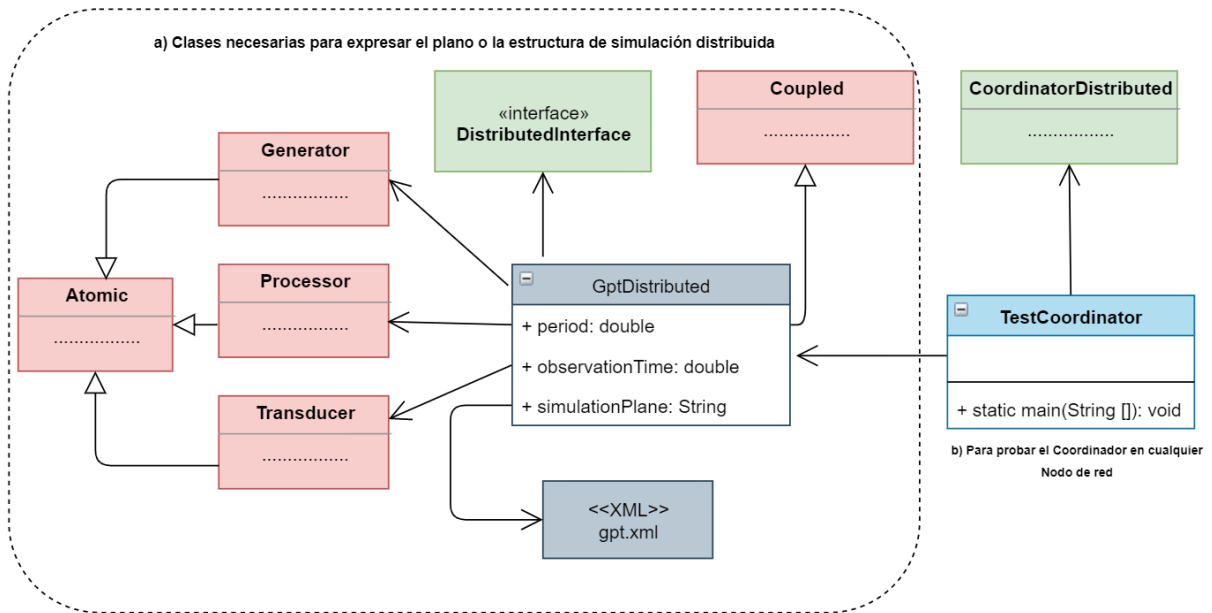 a) Clases necesarias para expresar el plano o la estructura de simulación distribuida
«interface»
DistributedInterface
Coupled
................
CoordinatorDistributed
................
Generator
.................
Atomic
.................
Processor
.................
Transducer
.................
GptDistributed
+ period: double
+ observationTime: double
+ simulationPlane: String
<<XML>>
gpt.xml
TestCoordinator
+ static main(String []): void
b) Para probar el Coordinador en cualquier
Nodo de red